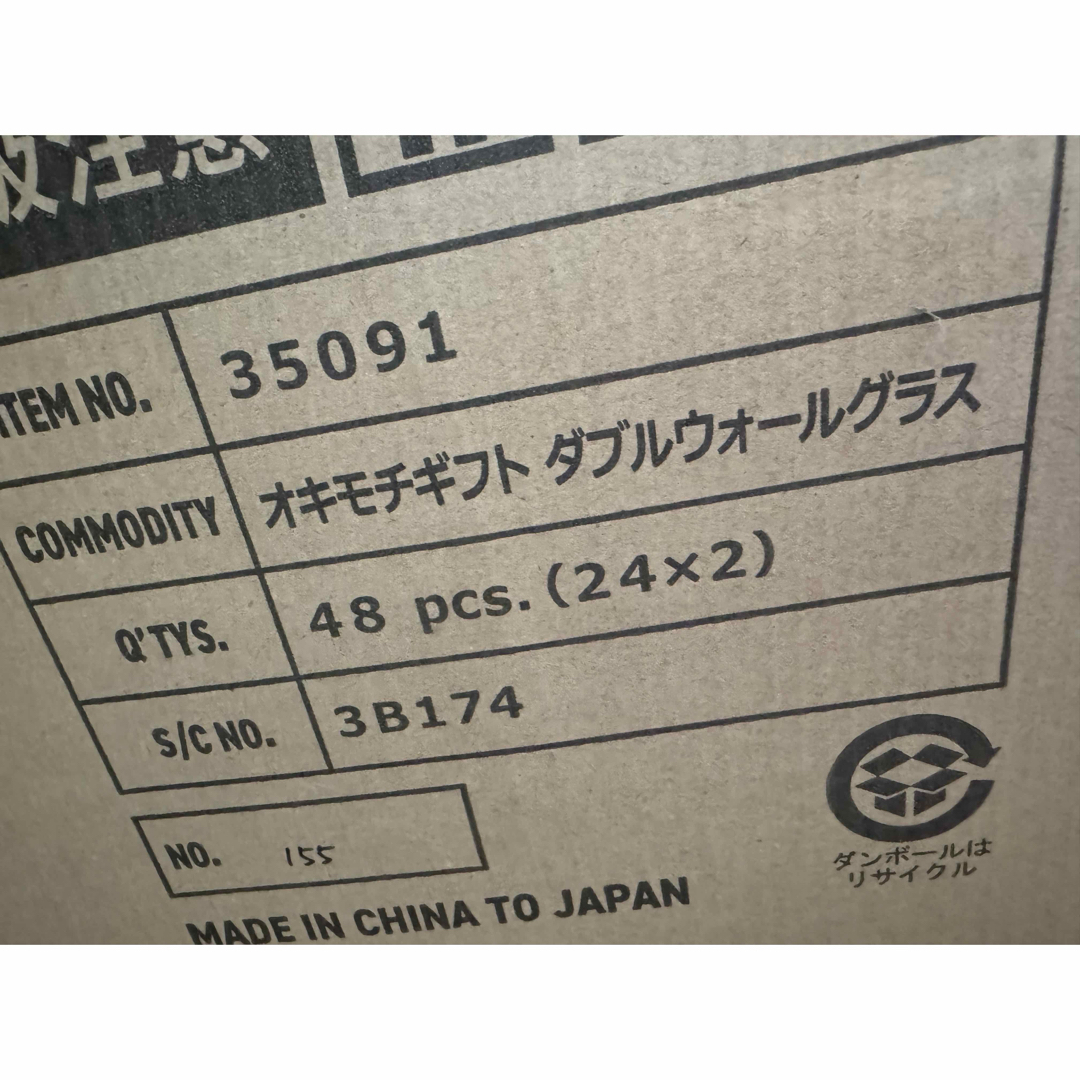 注意
ITEM NO. 35091
COMMODITY オキモチギフト ダブルウォールグラス
Q'TYS. 48 pcs.(24×2)
S/C NO. 3B174
NO. 155
ダンボールは
リサイクル
MADE IN CHINA TO JAPAN